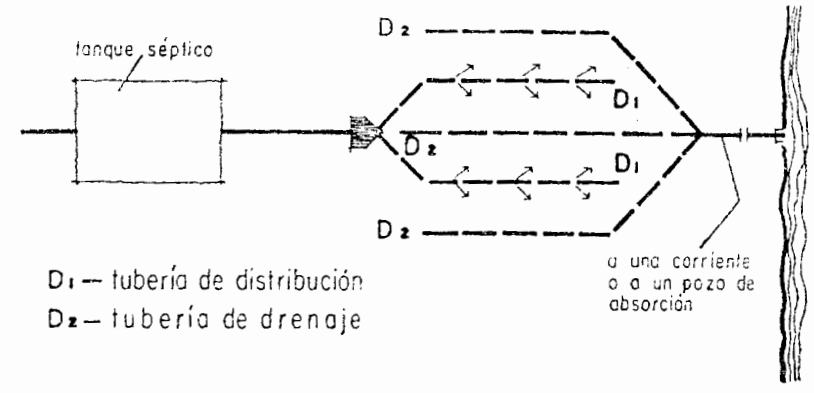 tanque séptico
D2
D1
D2
D1
D2
a una corriente
o a un pozo de
absorción
D1 — tubería de distribución
D2 — tubería de drenaje